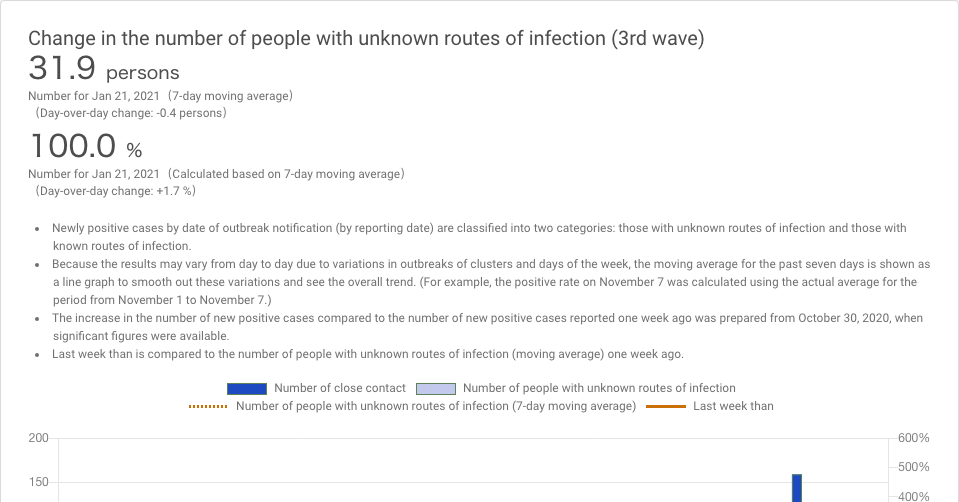 Change in the number of people with unknown routes of infection (3rd wave)
31.9 persons
Number for Jan 21, 2021（7-day moving average）
（Day-over-day change: -0.4 persons）
100.0 %
Number for Jan 21, 2021（Calculated based on 7-day moving average）
（Day-over-day change: +1.7 %）
• Newly positive cases by date of outbreak notification (by reporting date) are classified into two categories: those with unknown routes of infection and those with
known routes of infection.
• Because the results may vary from day to day due to variations in outbreaks of clusters and days of the week, the moving average for the past seven days is shown as
a line graph to smooth out these variations and see the overall trend. (For example, the positive rate on November 7 was calculated using the actual average for the
period from November 1 to November 7.)
• The increase in the number of new positive cases compared to the number of new positive cases reported one week ago was prepared from October 30, 2020, when
significant figures were available.
• Last week than is compared to the number of people with unknown routes of infection (moving average) one week ago.
Number of close contact Number of people with unknown routes of infection
Number of people with unknown routes of infection (7-day moving average) Last week than
200 600%
500%
150
400%